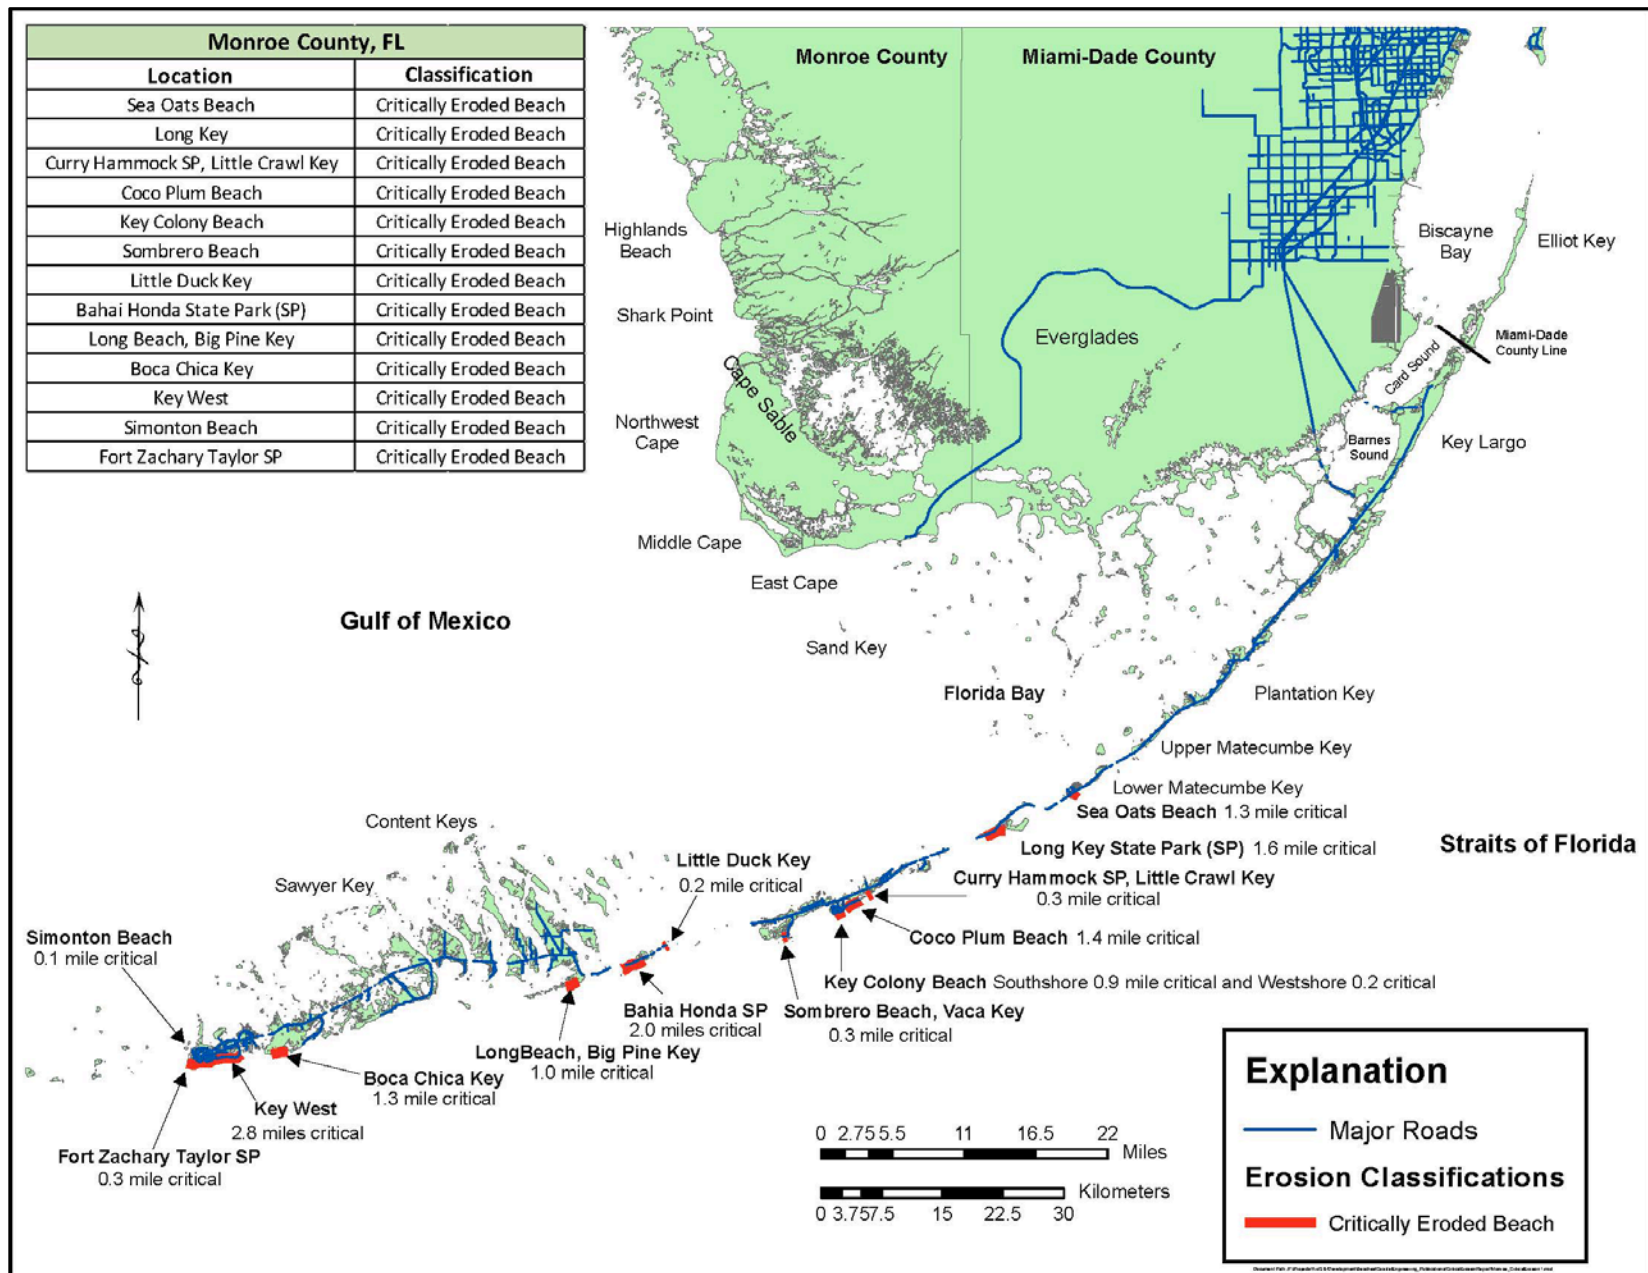 Monroe County, FL
Location Classification
Sea Oats Beach Critically Eroded Beach
Long Key Critically Eroded Beach
Curry Hammock SP, Little Crawl Key Critically Eroded Beach
Coco Plum Beach Critically Eroded Beach
Key Colony Beach Critically Eroded Beach
Sombrero Beach Critically Eroded Beach
Little Duck Key Critically Eroded Beach
Bahai Honda State Park (SP) Critically Eroded Beach
Long Beach, Big Pine Key Critically Eroded Beach
Boca Chica Key Critically Eroded Beach
Key West Critically Eroded Beach
Simonton Beach Critically Eroded Beach
Fort Zachary Taylor SP Critically Eroded Beach
Monroe County
Miami-Dade County
Highlands
Beach
Biscayne
Bay
Elliot Key
Shark Point
Everglades
Miami-Dade
County Line
Card Sound
Cape Sable
Northwest
Cape
Barnes
Sound
Key Largo
Middle Cape
East Cape
Gulf of Mexico
Sand Key
Florida Bay
Plantation Key
Upper Matecumbe Key
Lower Matecumbe Key
Sea Oats Beach 1.3 mile critical
Straits of Florida
Long Key State Park (SP) 1.6 mile critical
Content Keys
Little Duck Key
0.2 mile critical
Curry Hammock SP, Little Crawl Key
0.3 mile critical
Sawyer Key
Coco Plum Beach 1.4 mile critical
Simonton Beach
0.1 mile critical
Key Colony Beach Southshore 0.9 mile critical and Westshore 0.2 critical
Bahia Honda SP
2.0 miles critical
Sombrero Beach, Vaca Key
0.3 mile critical
LongBeach, Big Pine Key
1.0 mile critical
Boca Chica Key
1.3 mile critical
Key West
2.8 miles critical
Fort Zachary Taylor SP
0.3 mile critical
0 2.75 5.5 11 16.5 22
Miles
Kilometers
0 3.75 7.5 15 22.5 30
Explanation
Major Roads
Erosion Classifications
Critically Eroded Beach